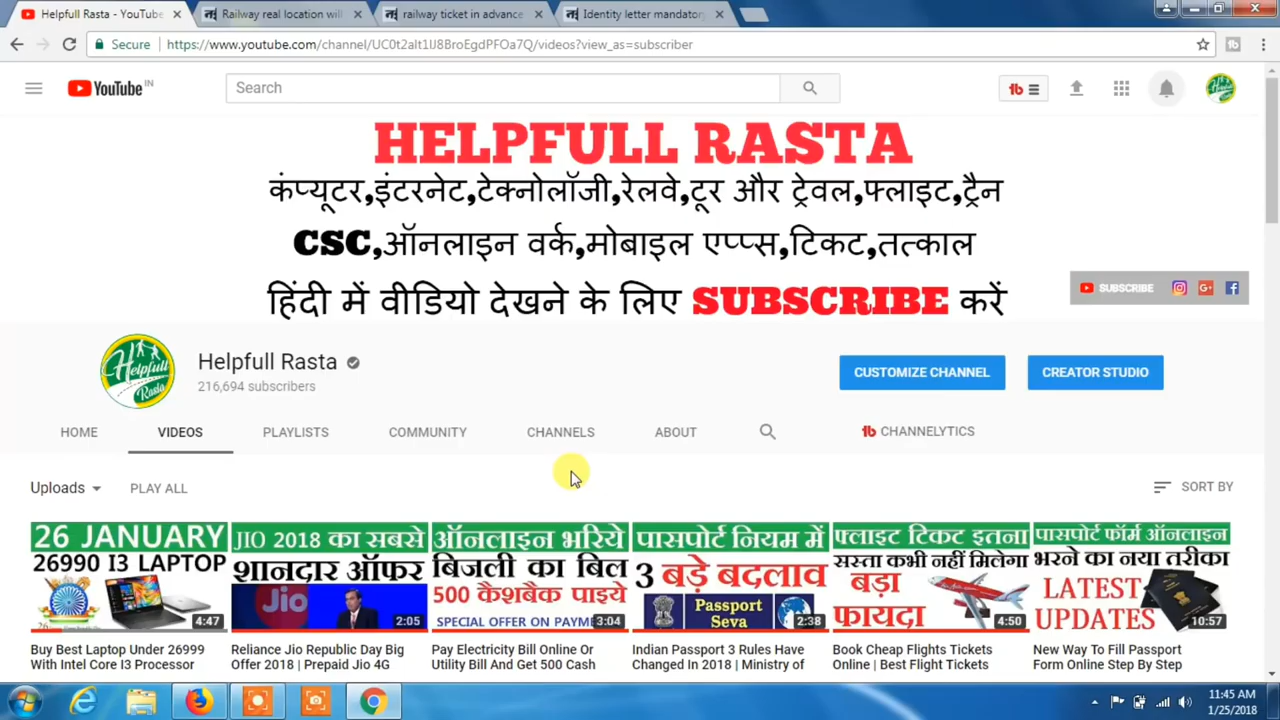 Helpfull Rasta - YouTube
Railway real location will
railway ticket in advance
Identity letter mandatory
Secure
https://www.youtube.com/channel/UC0t2alt1lJ8BroEgdPFOa7Q/videos?view_as=subscriber
YouTube IN
Search
HELPFULL RASTA
कंप्यूटर,इंटरनेट,टेक्नोलॉजी,रेलवे,टूर और ट्रेवल,फ्लाइट,ट्रैन
CSC,ऑनलाइन वर्क,मोबाइल एप्प्स,टिकट,तत्काल
हिंदी में वीडियो देखने के लिए SUBSCRIBE करें
SUBSCRIBE
Helpfull Rasta
Helpfull Rasta
216,694 subscribers
CUSTOMIZE CHANNEL
CREATOR STUDIO
HOME
VIDEOS
PLAYLISTS
COMMUNITY
CHANNELS
ABOUT
CHANNELYTICS
Uploads
PLAY ALL
SORT BY
26 JANUARY
26990 I3 LAPTOP
4:47
Buy Best Laptop Under 26999
With Intel Core I3 Processor
JIO 2018 का सबसे
शानदार ऑफर
Jio
2:05
Reliance Jio Republic Day Big
Offer 2018 | Prepaid Jio 4G
ऑनलाइन भरिये
बिजली का बिल
500 कैशबैक पाइये
SPECIAL OFFER ON PAYM
3:04
Pay Electricity Bill Online Or
Utility Bill And Get 500 Cash
पासपोर्ट नियम में
3 बड़े बदलाव
Passport
Seva
2:38
Indian Passport 3 Rules Have
Changed In 2018 | Ministry of
फ्लाइट टिकट इतना
सस्ता कभी नहीं मिलेगा
बड़ा
फायदा
4:50
Book Cheap Flights Tickets
Online | Best Flight Tickets
पासपोर्ट फॉर्म ऑनलाइन
भरने का नया तरीका
LATEST
UPDATES
10:57
New Way To Fill Passport
Form Online Step By Step
11:45 AM
1/25/2018